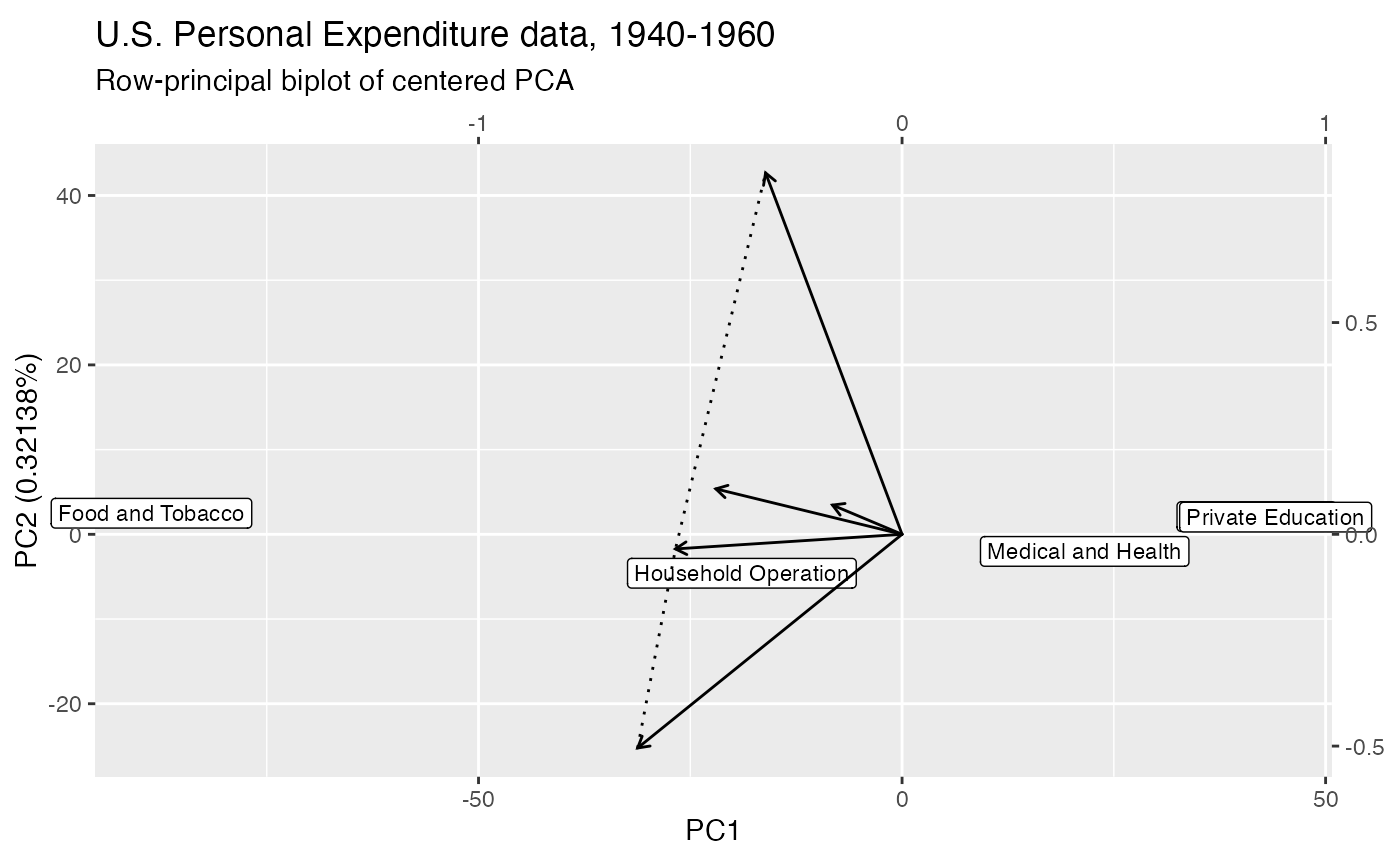 U.S. Personal Expenditure data, 1940-1960
Row-principal biplot of centered PCA
-1 0 1
40
20
0
-20
PC2 (0.32138%)
0.5
0.0
-0.5
Food and Tobacco
Household Operation
Medical and Health
Private Education
-50 0 50
PC1